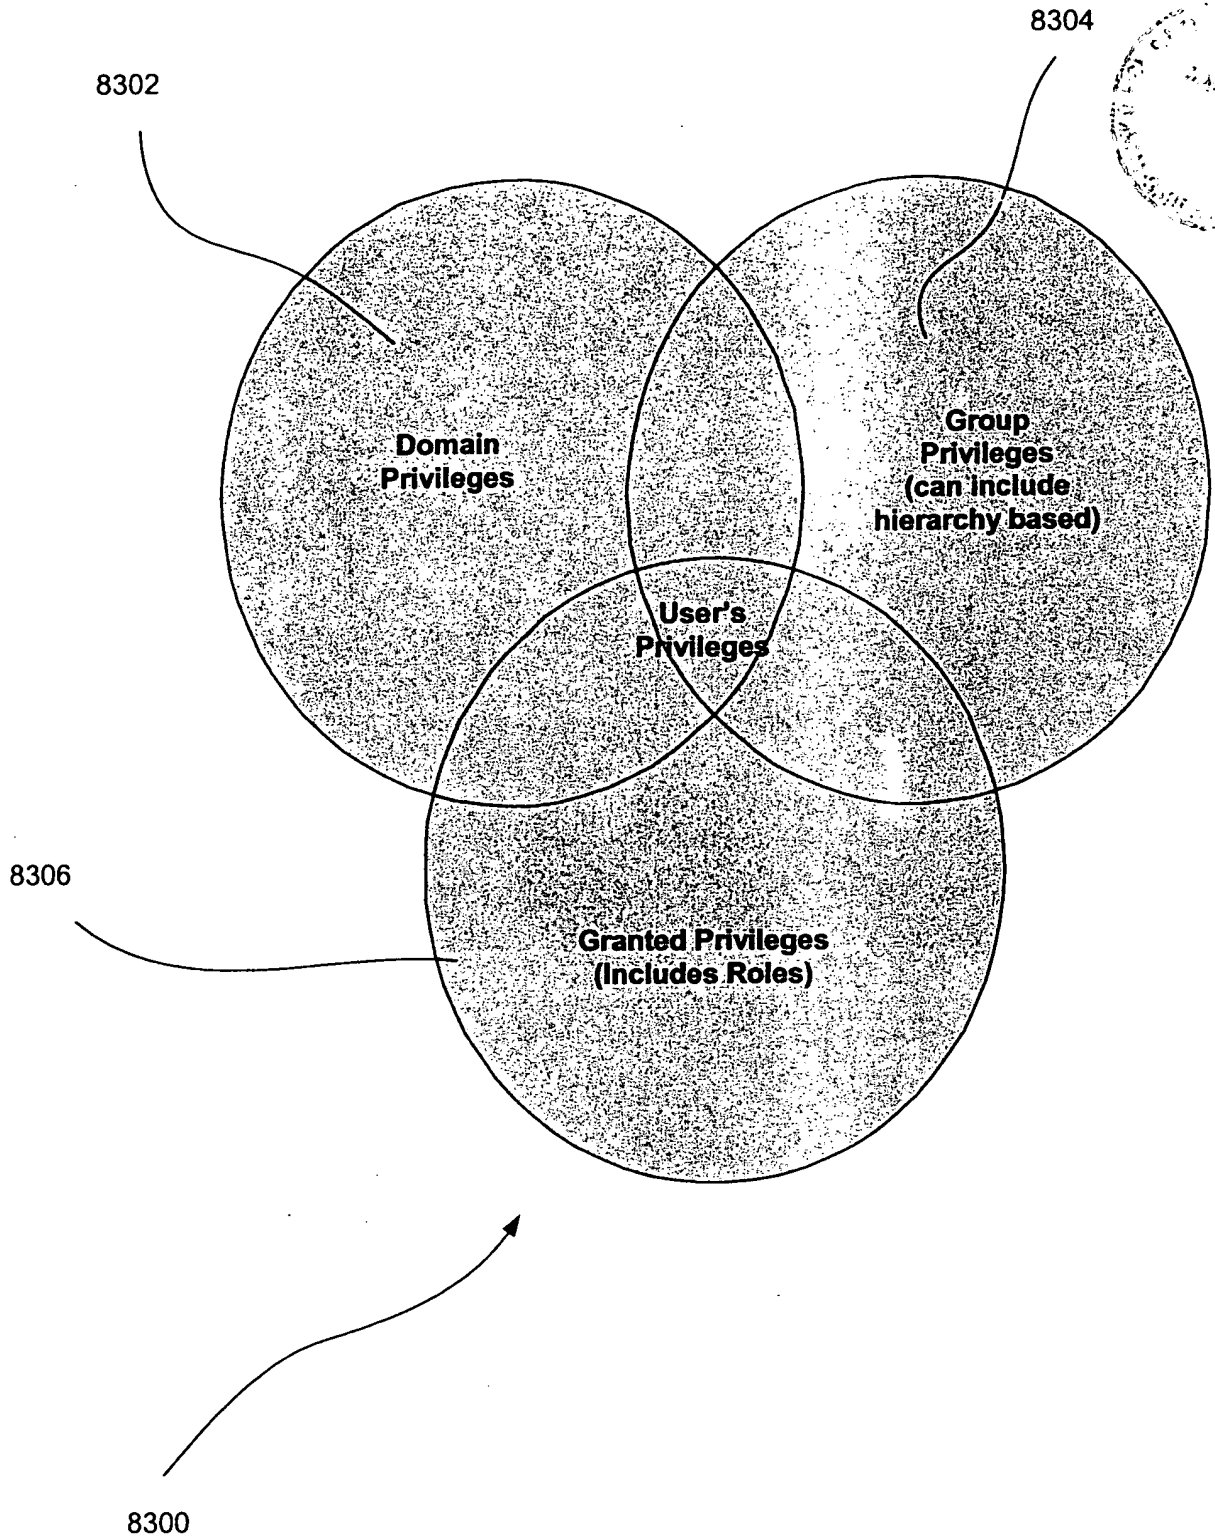 8304
8302
Domain
Privileges
Group
Privileges
(can include
hierarchy based)
User's
Privileges
8306
Granted Privileges
(Includes Roles)
8300